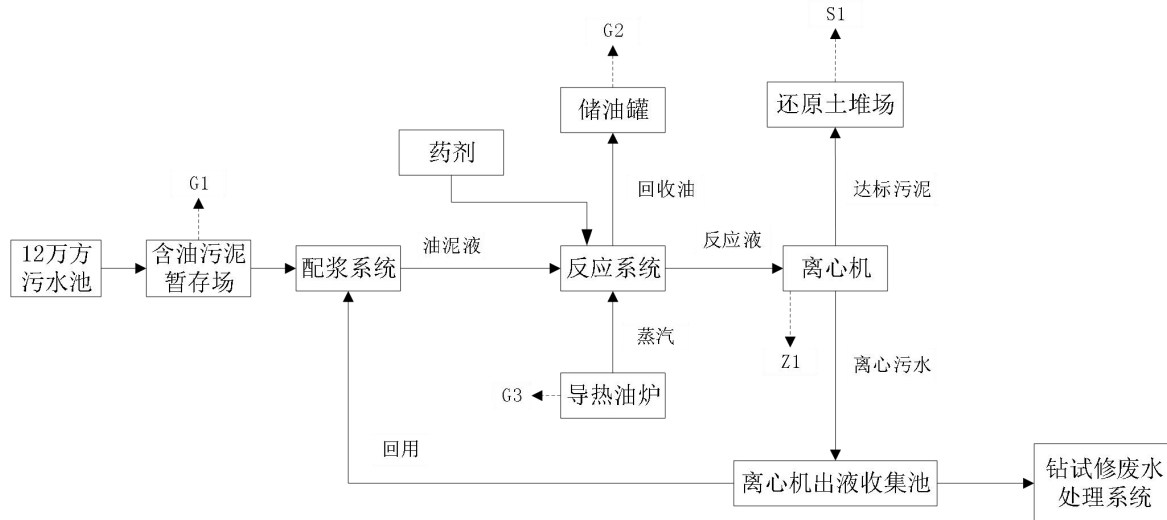 S1
G2
储油罐
还原土堆场
药剂
G1
回收油
达标污泥
12万方
污水池
含油污泥
暂存场
配浆系统
油泥液
反应系统
反应液
离心机
蒸汽
Z1
离心污水
G3
导热油炉
回用
离心机出液收集池
钻试修废水
处理系统